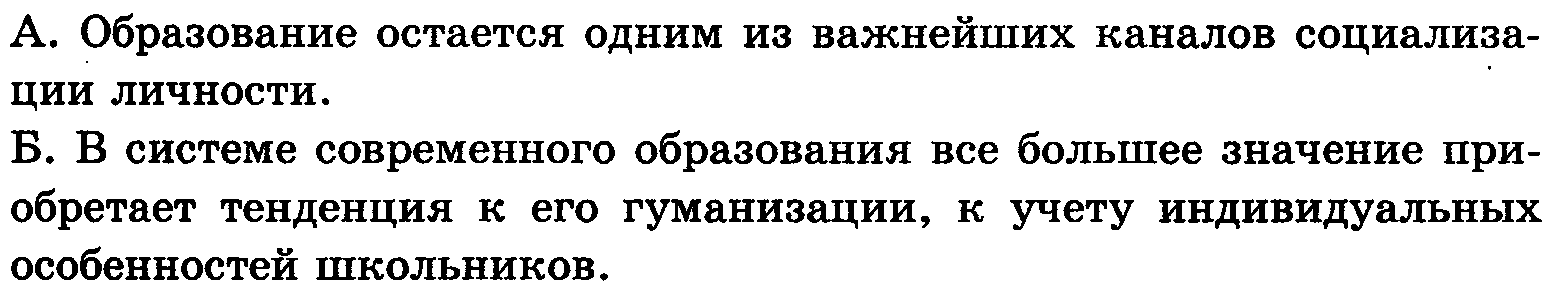 А. Образование остается одним из важнейших каналов социализа-
ции личности.
Б. В системе современного образования все большее значение при-
обретает тенденция к его гуманизации, к учету индивидуальных
особенностей школьников.